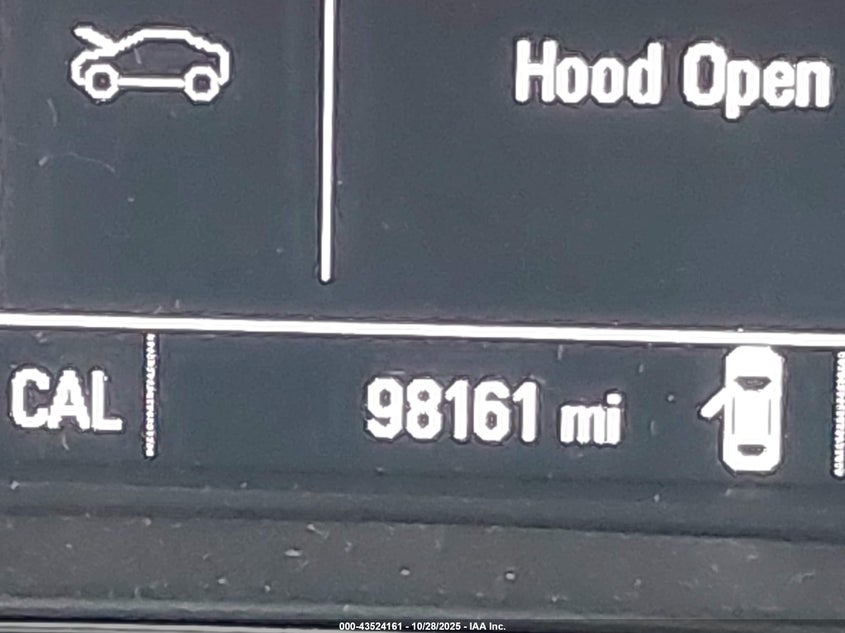 Hood Open
CAL 98161 mi
000-43524161 - 10/28/2025 - IAA Inc.